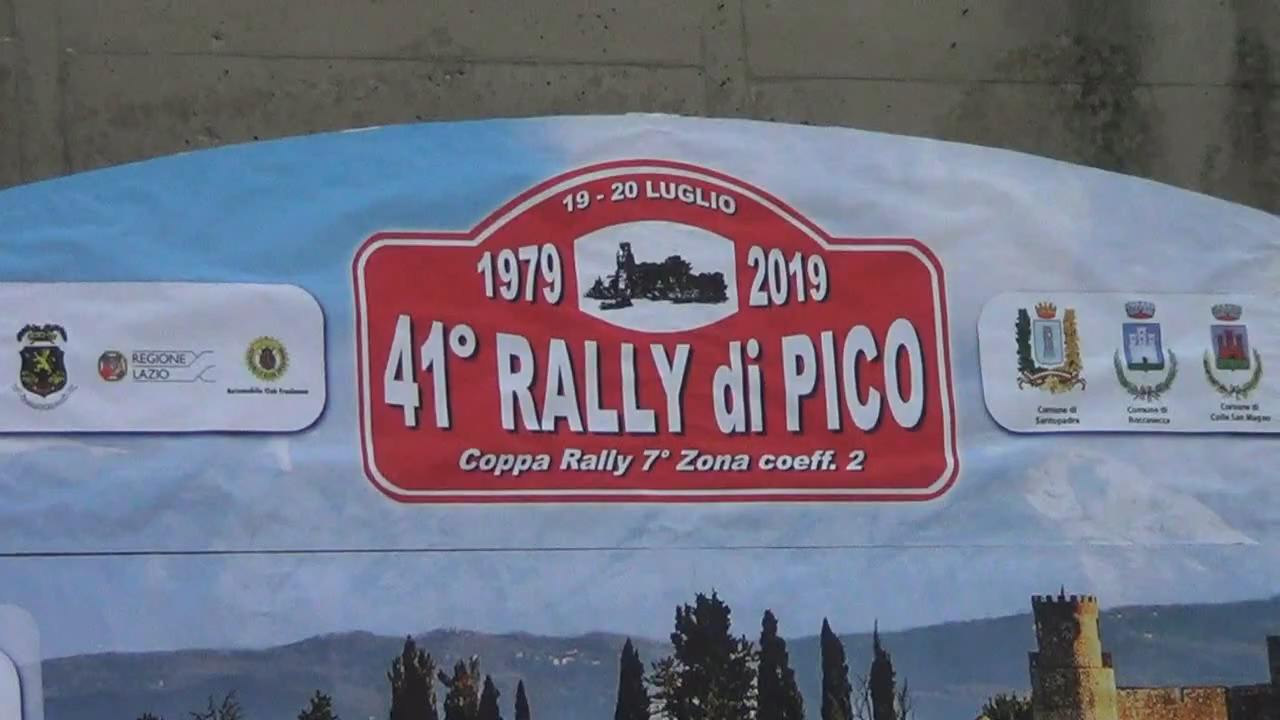 19 - 20 LUGLIO
1979 2019
41° RALLY di PICO
Coppa Rally 7° Zona coeff. 2
REGIONE
LAZIO
Automobile Club Frosinone
Comune di
Santopadre
Comune di
Roccasecca
Comune di
Colle San Magno